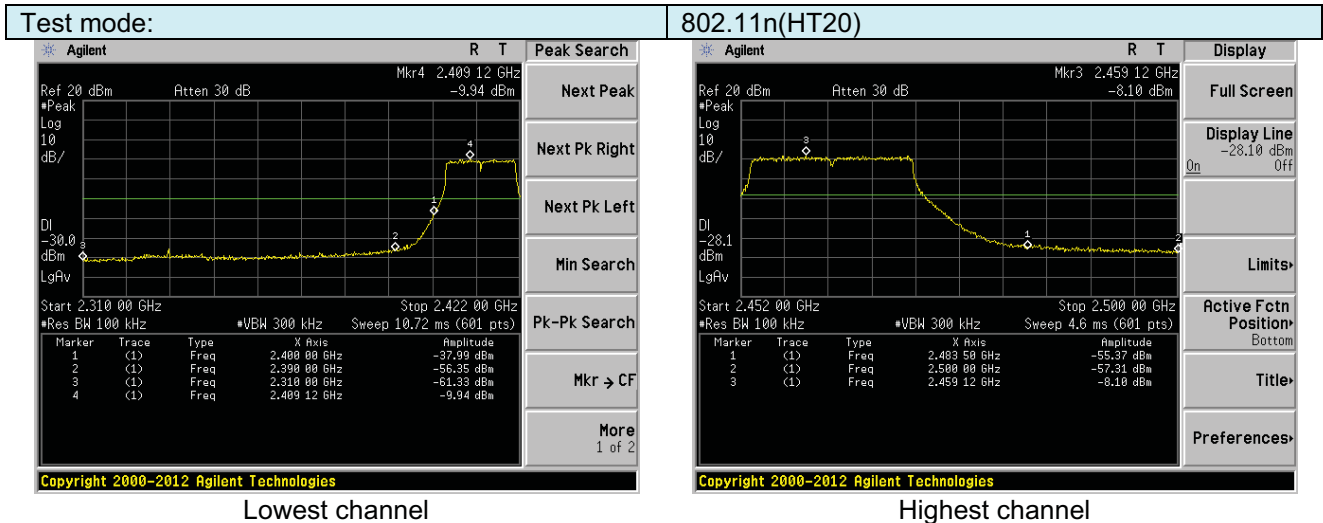 Test mode: 802.11n(HT20)
Agilent R T Peak Search
Mkr4 2.409 12 GHz
Ref 20 dBm Atten 30 dB -9.94 dBm
#Peak
Log
10
dB/
4
1
2
3
DI
-30.0
dBm
LgAv
Start 2.310 00 GHz Stop 2.422 00 GHz
#Res BW 100 kHz #VBW 300 kHz Sweep 10.72 ms (601 pts)
Marker Trace Type X Axis Amplitude
1 (1) Freq 2.400 00 GHz -37.99 dBm
2 (1) Freq 2.390 00 GHz -56.35 dBm
3 (1) Freq 2.310 00 GHz -61.33 dBm
4 (1) Freq 2.409 12 GHz -9.94 dBm
Next Peak
Next Pk Right
Next Pk Left
Min Search
Pk-Pk Search
Mkr → CF
More
1 of 2
Copyright 2000-2012 Agilent Technologies
Lowest channel
Agilent R T Display
Mkr3 2.459 12 GHz
Ref 20 dBm Atten 30 dB -8.10 dBm
#Peak
Log
10
dB/
3
1
2
DI
-28.1
dBm
LgAv
Start 2.452 00 GHz Stop 2.500 00 GHz
#Res BW 100 kHz #VBW 300 kHz Sweep 4.6 ms (601 pts)
Marker Trace Type X Axis Amplitude
1 (1) Freq 2.483 50 GHz -55.37 dBm
2 (1) Freq 2.500 00 GHz -57.31 dBm
3 (1) Freq 2.459 12 GHz -8.10 dBm
Full Screen
Display Line
-28.10 dBm
On Off
Limits▸
Active Fctn
Position▸
Bottom
Title▸
Preferences▸
Copyright 2000-2012 Agilent Technologies
Highest channel